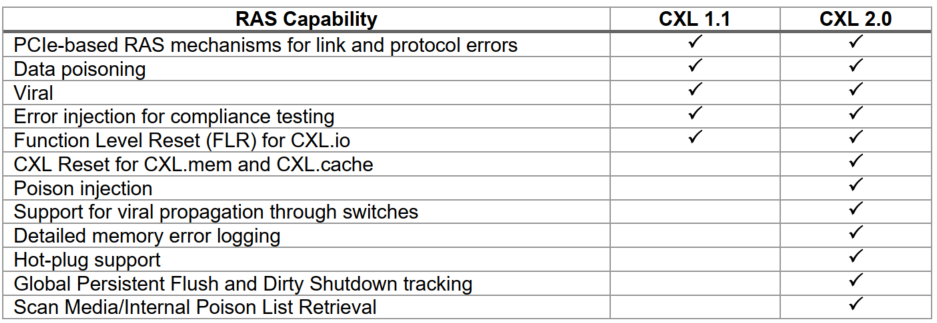 RAS Capability CXL 1.1 CXL 2.0
PCIe-based RAS mechanisms for link and protocol errors ✓ ✓
Data poisoning ✓ ✓
Viral ✓ ✓
Error injection for compliance testing ✓ ✓
Function Level Reset (FLR) for CXL.io ✓ ✓
CXL Reset for CXL.mem and CXL.cache ✓
Poison injection ✓
Support for viral propagation through switches ✓
Detailed memory error logging ✓
Hot-plug support ✓
Global Persistent Flush and Dirty Shutdown tracking ✓
Scan Media/Internal Poison List Retrieval ✓